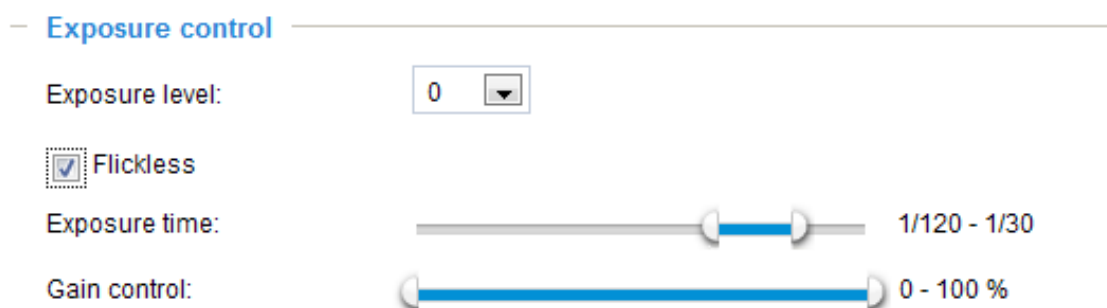 Exposure control
Exposure level: 0
Flickless
Exposure time: 1/120 - 1/30
Gain control: 0 - 100 %